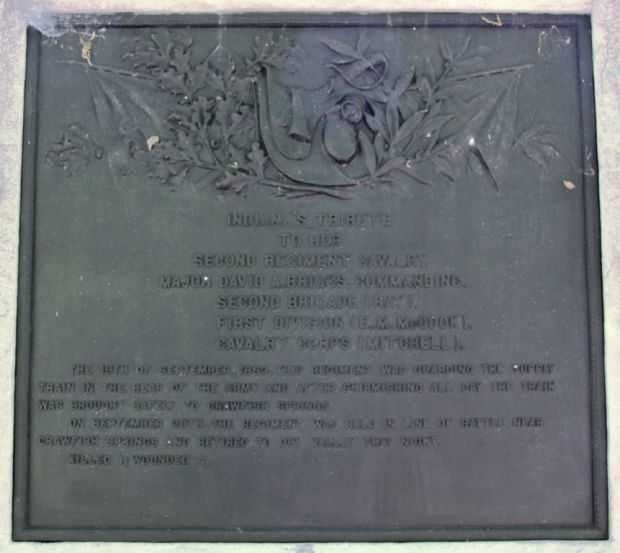 INDIANA'S TRIBUTE
TO HER
SECOND REGIMENT CAVALRY.
MAJOR DAVID A. BRIGGS COMMANDING.
SECOND BRIGADE (RAY).
FIRST DIVISION (E. M. McCOOK).
CAVALRY CORPS (MITCHELL).
THE 19TH OF SEPTEMBER, 1863, THE REGIMENT WAS GUARDING THE SUPPLY
TRAIN IN THE REAR OF THE ARMY AND AFTER SKIRMISHING ALL DAY THE TRAIN
WAS BROUGHT SAFELY TO CRAWFISH SPRINGS.
ON SEPTEMBER 20TH THE REGIMENT WAS HELD IN LINE OF BATTLE NEAR
CRAWFISH SPRINGS AND RETIRED TO DRY VALLEY THAT NIGHT.
KILLED 1, WOUNDED